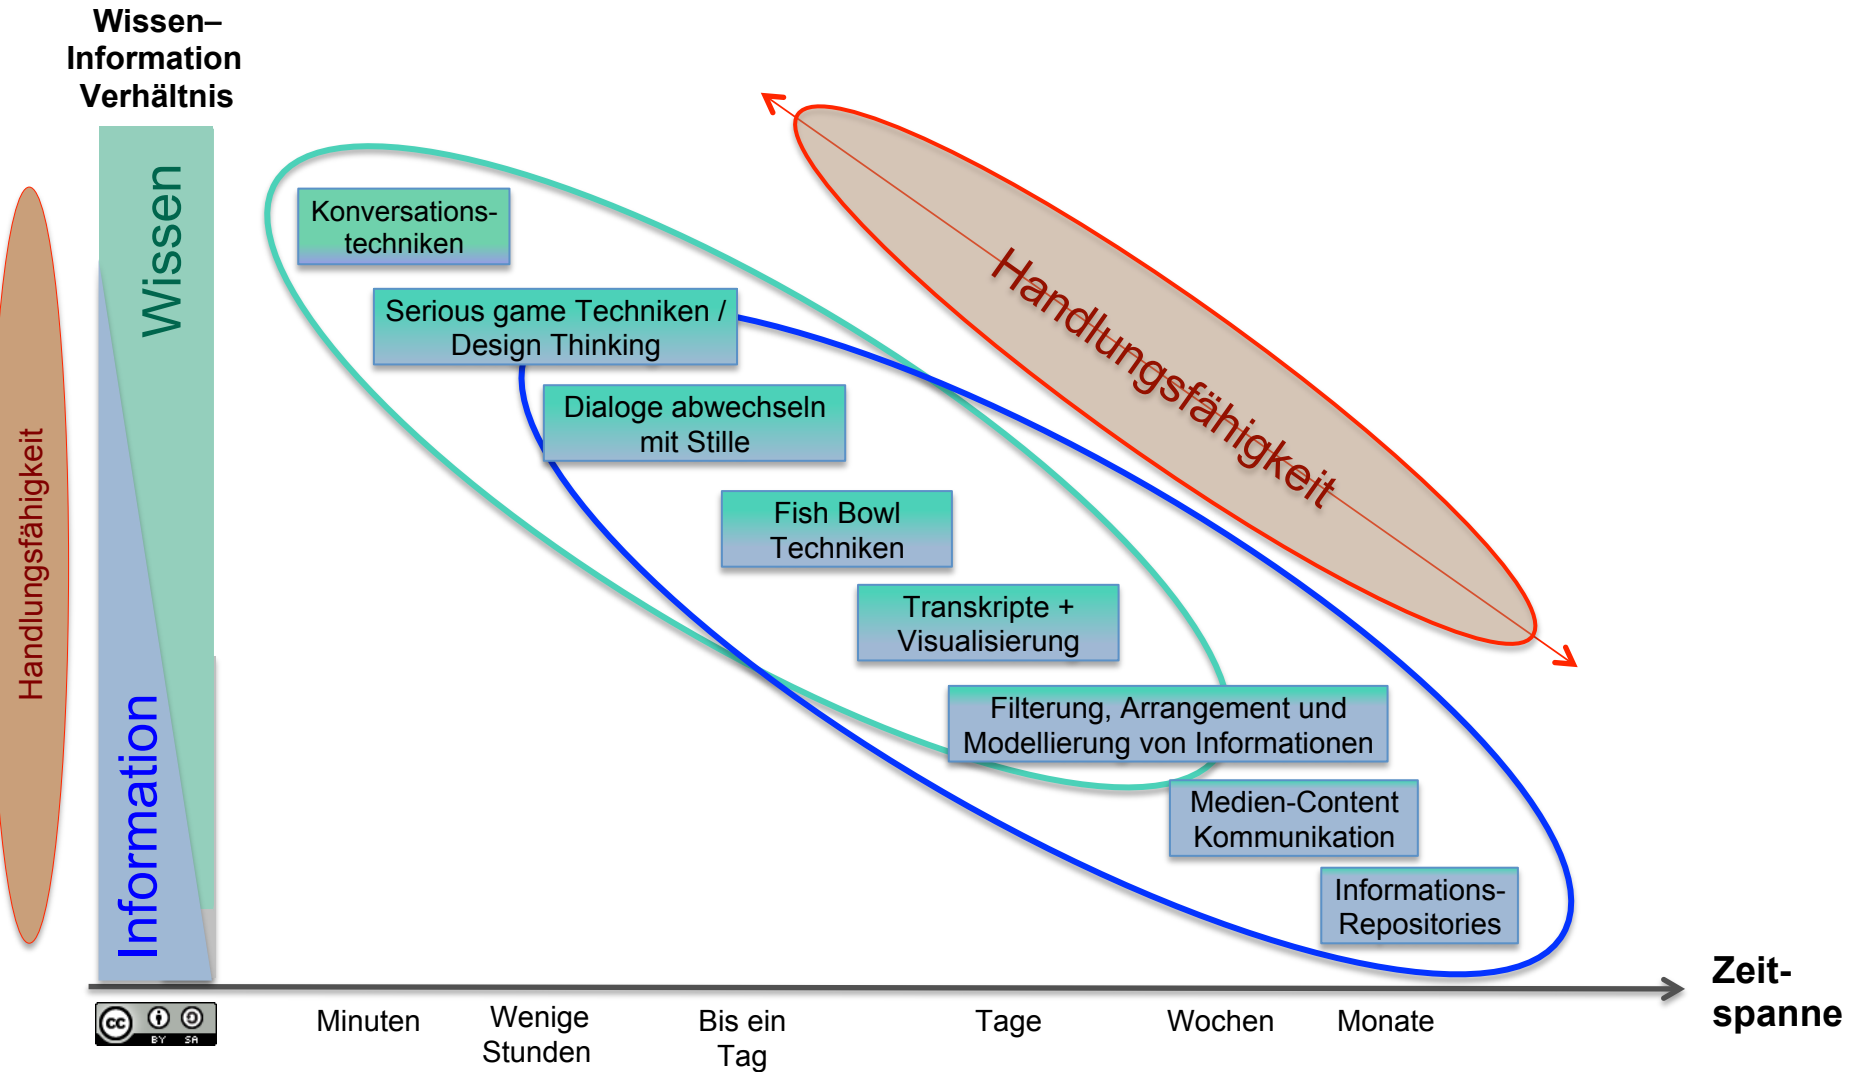 Wissen–
Information
Verhältnis
Wissen
Information
Handlungsfähigkeit
Konversations-
techniken
Serious game Techniken /
Design Thinking
Dialoge abwechseln
mit Stille
Fish Bowl
Techniken
Transkripte +
Visualisierung
Filterung, Arrangement und
Modellierung von Informationen
Medien-Content
Kommunikation
Informations-
Repositories
Handlungsfähigkeit
Zeit-
spanne
Minuten
Wenige
Stunden
Bis ein
Tag
Tage
Wochen
Monate
cc
BY SA